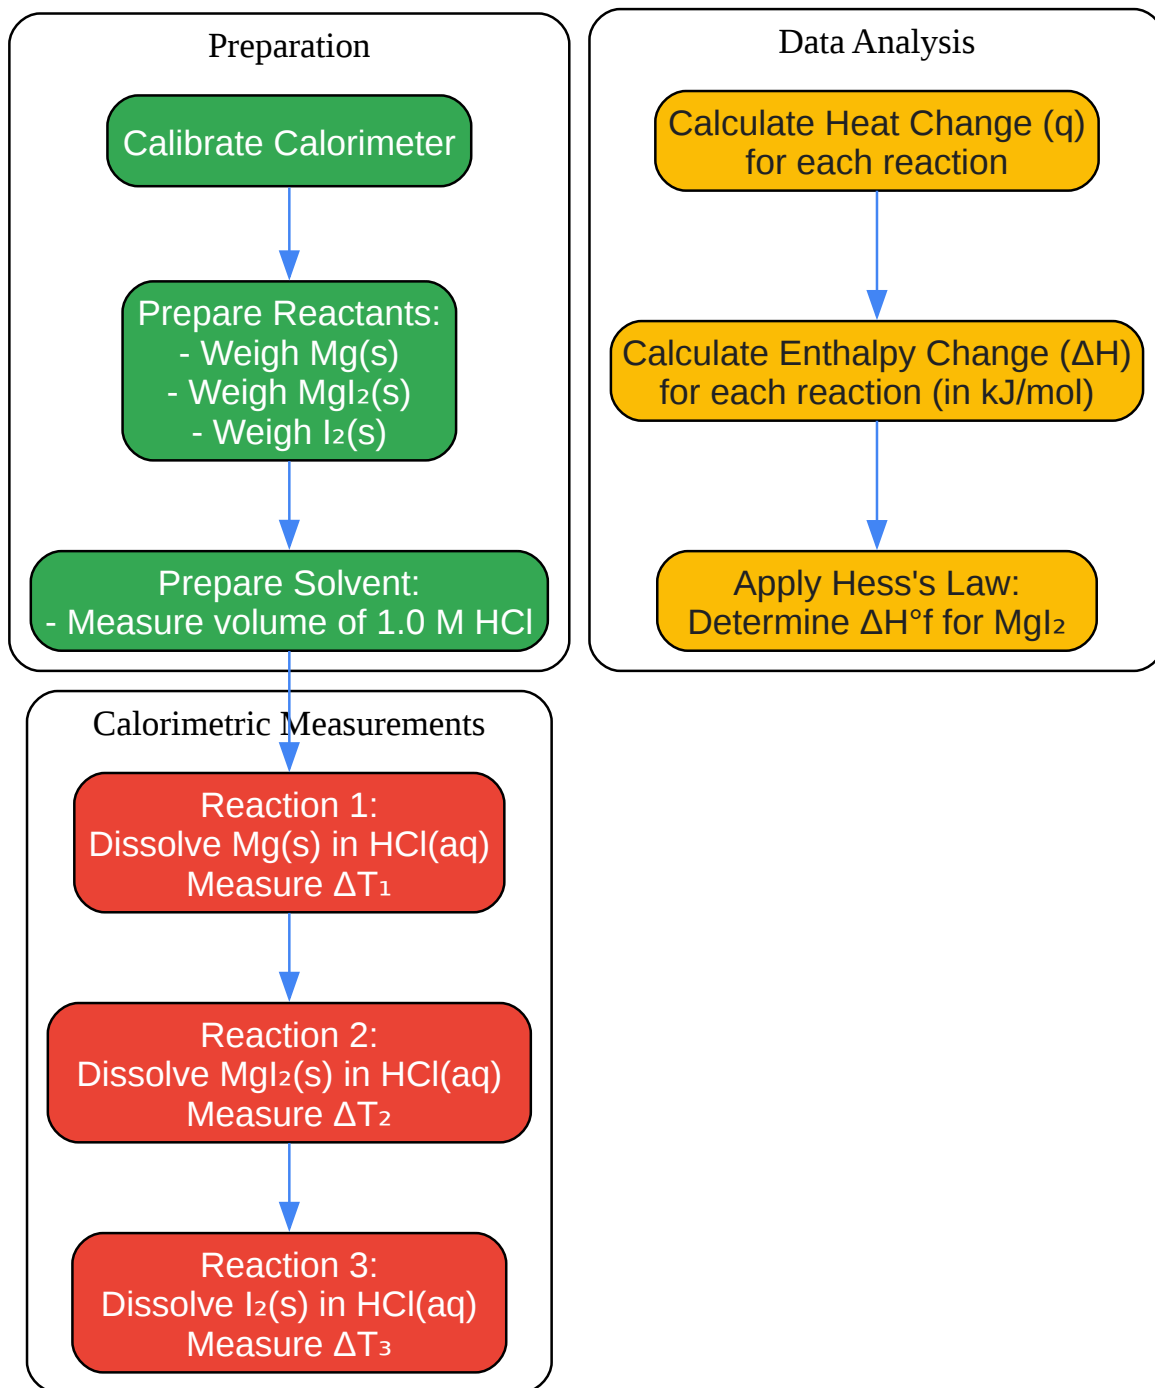 Preparation
Calibrate Calorimeter
Prepare Reactants:
- Weigh Mg(s)
- Weigh MgI₂(s)
- Weigh I₂(s)
Prepare Solvent:
- Measure volume of 1.0 M HCl
Calorimetric Measurements
Reaction 1:
Dissolve Mg(s) in HCl(aq)
Measure ΔT₁
Reaction 2:
Dissolve MgI₂(s) in HCl(aq)
Measure ΔT₂
Reaction 3:
Dissolve I₂(s) in HCl(aq)
Measure ΔT₃
Data Analysis
Calculate Heat Change (q)
for each reaction
Calculate Enthalpy Change (ΔH)
for each reaction (in kJ/mol)
Apply Hess's Law:
Determine ΔH°f for MgI₂